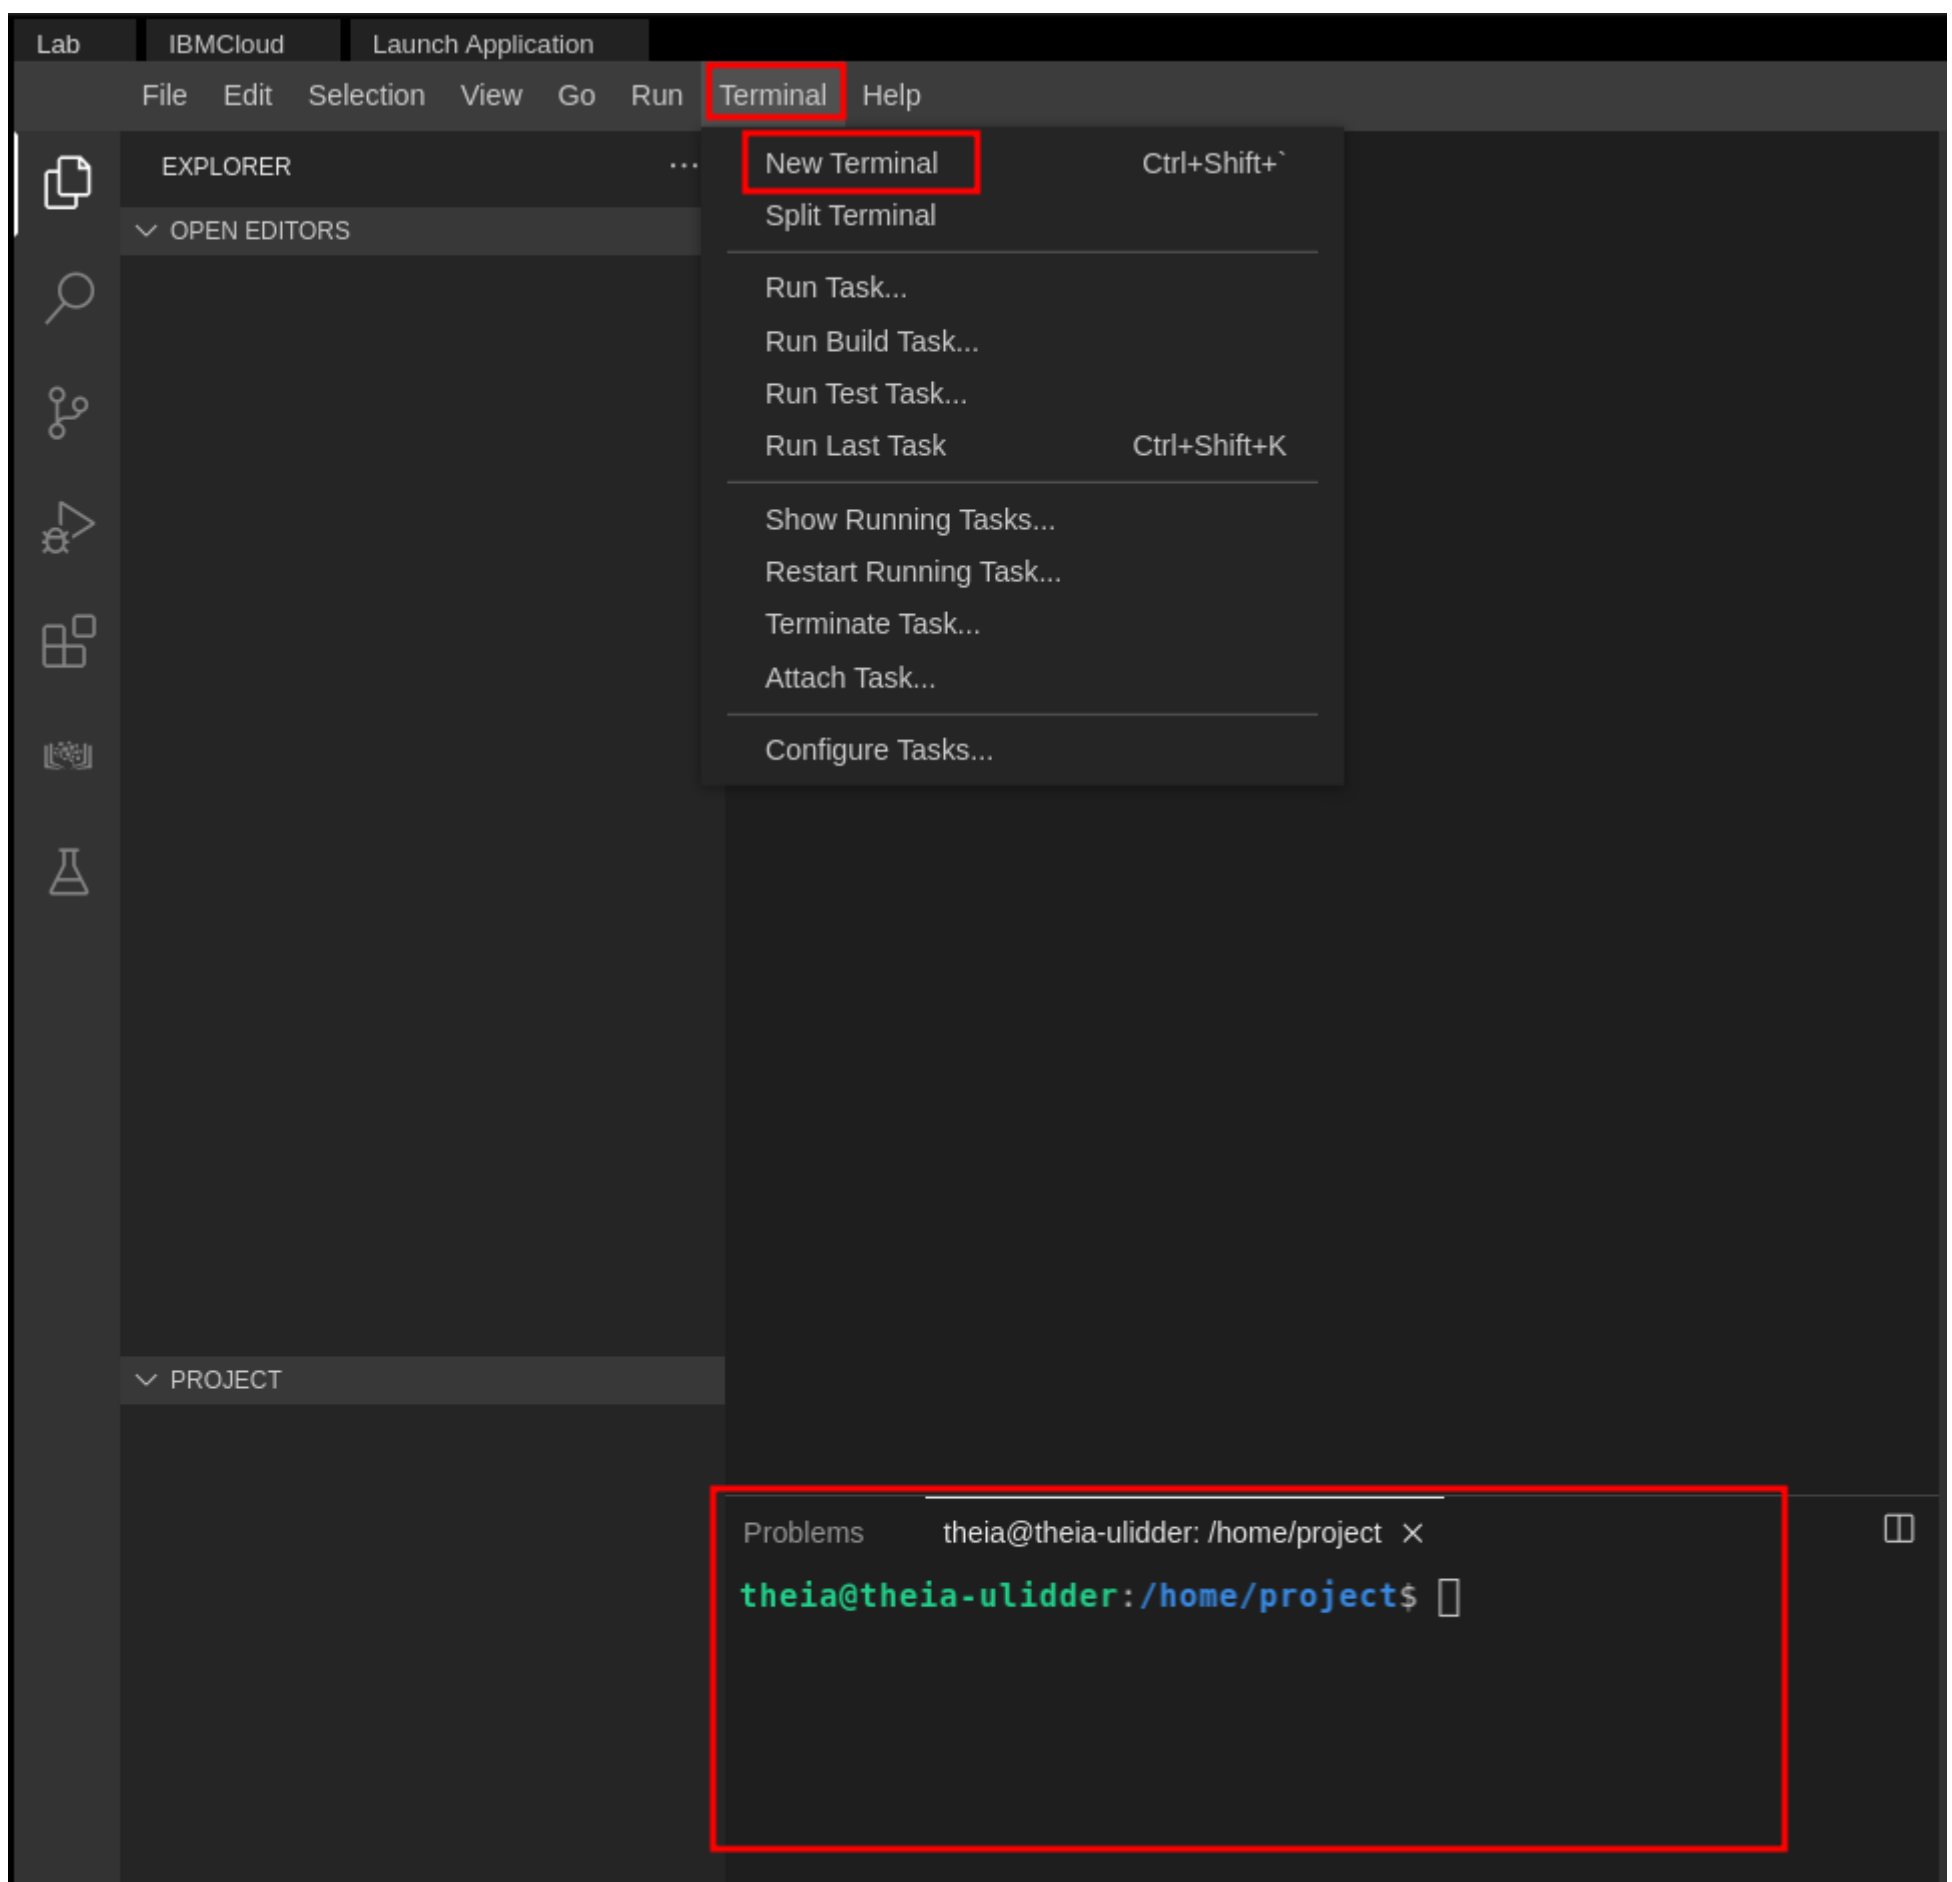 Lab IBMCloud Launch Application
File Edit Selection View Go Run Terminal Help
EXPLORER ···
OPEN EDITORS
New Terminal Ctrl+Shift+`
Split Terminal
Run Task...
Run Build Task...
Run Test Task...
Run Last Task Ctrl+Shift+K
Show Running Tasks...
Restart Running Task...
Terminate Task...
Attach Task...
Configure Tasks...
PROJECT
Problems theia@theia-ulidder: /home/project ×
theia@theia-ulidder:/home/project$